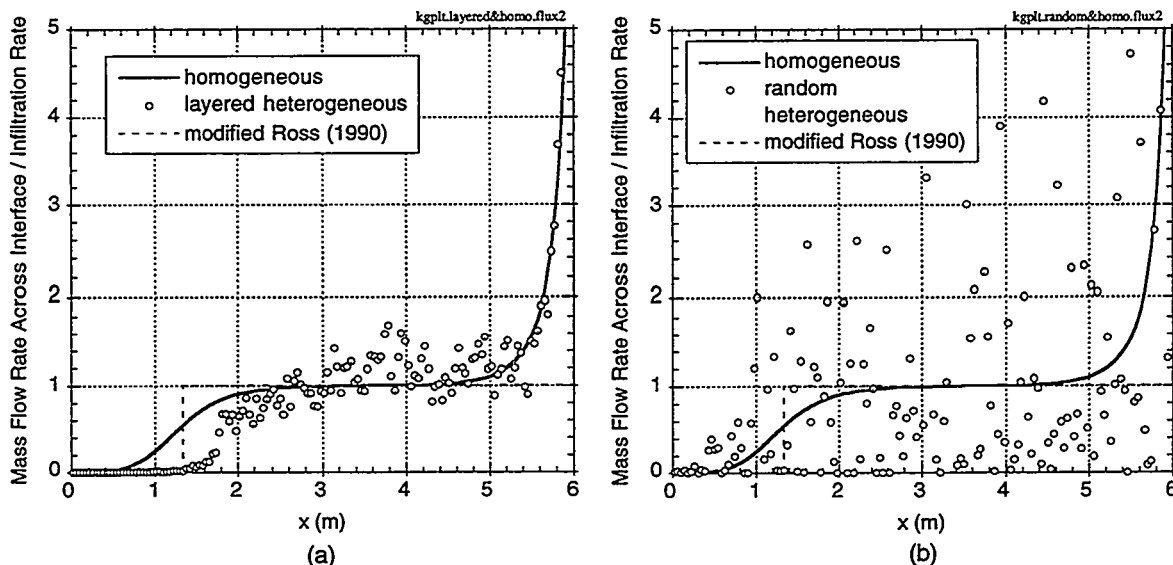 kgplt.layered&homo.flux2
Mass Flow Rate Across Interface / Infiltration Rate
5
4
3
2
1
0
homogeneous
layered heterogeneous
modified Ross (1990)
0 1 2 3 4 5 6
x (m)
(a)
kgplt.random&homo.flux2
Mass Flow Rate Across Interface / Infiltration Rate
5
4
3
2
1
0
homogeneous
random
heterogeneous
modified Ross (1990)
0 1 2 3 4 5 6
x (m)
(b)